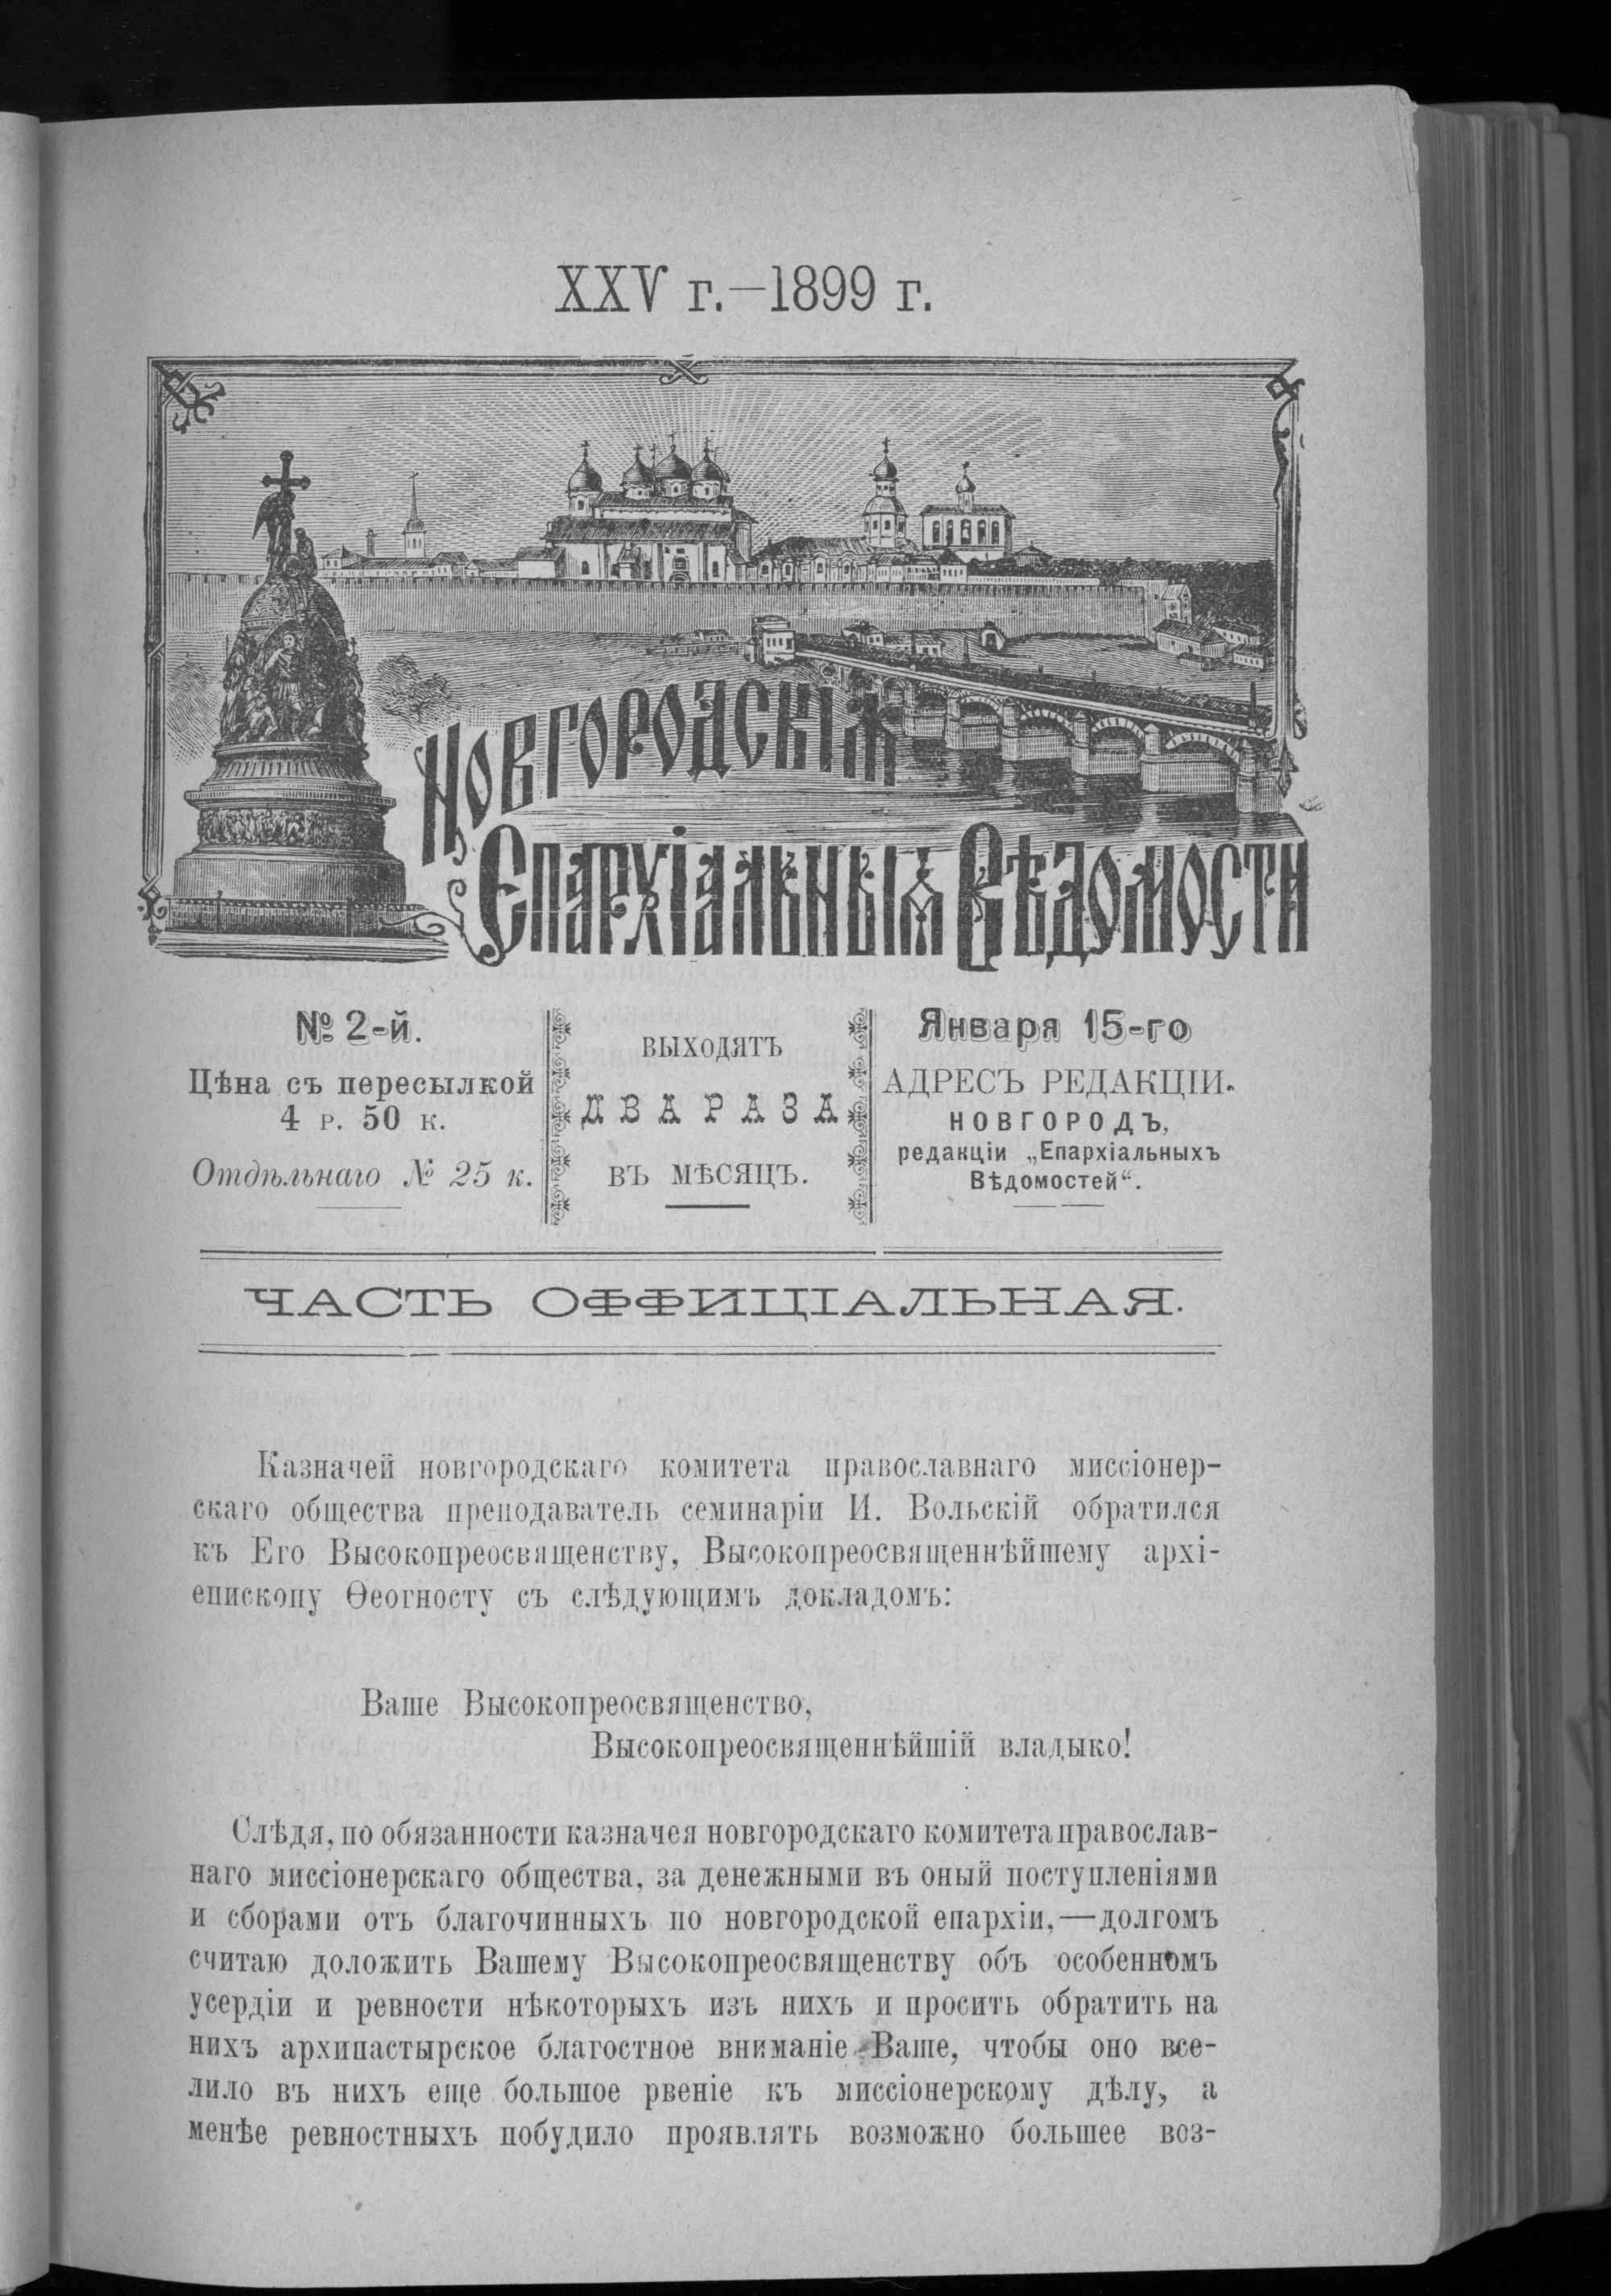 XXV г.—1899 г.
Новгородскія
Епархіальныя Вѣдомости
№ 2-й.
Цѣна съ пересылкой
4 р. 50 к.
Отдѣльнаго № 25 к.
ВЫХОДЯТЪ
ДВА РАЗА
ВЪ МѢСЯЦЪ.
Января 15-го
АДРЕСЪ РЕДАКЦІИ.
НОВГОРОДЪ,
редакціи „Епархіальныхъ
Вѣдомостей“.
ЧАСТЬ ОФФИЦІАЛЬНАЯ.
Казначей новгородскаго комитета православнаго миссіонер-
скаго общества преподаватель семинаріи И. Вольскій обратился
къ Его Высокопреосвященству, Высокопреосвященнѣйшему архі-
епископу Ѳеогносту съ слѣдующимъ докладомъ:
Ваше Высокопреосвященство,
Высокопреосвященнѣйшій владыко!
Слѣдя, по обязанности казначея новгородскаго комитета православ-
наго миссіонерскаго общества, за денежными въ оный поступленіями
и сборами отъ благочинныхъ по новгородской епархіи,—долгомъ
считаю доложить Вашему Высокопреосвященству объ особенномъ
усердіи и ревности нѣкоторыхъ изъ нихъ и просить обратить на
нихъ архипастырское благостное вниманіе Ваше, чтобы оно все-
лило въ нихъ еще большое рвеніе къ миссіонерскому дѣлу, а
менѣе ревностныхъ побудило проявлять возможно большее воз-